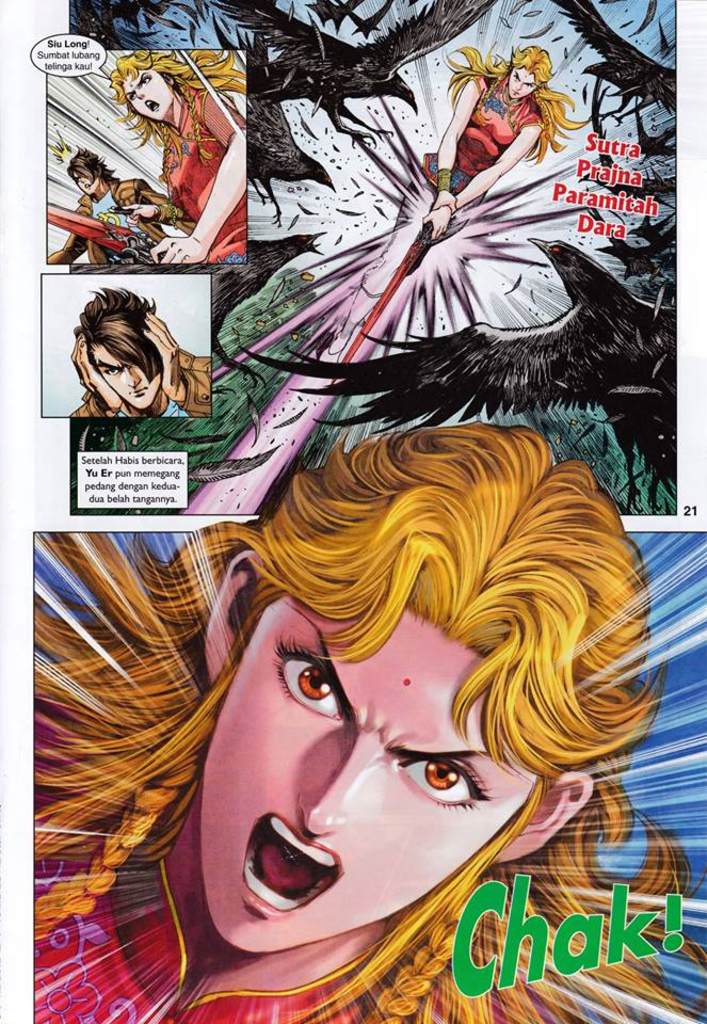 Siu Long!
Sumbat lubang
telinga kau!
Sutra
Prajna
Paramitah
Dara
Setelah Habis berbicara,
Yu Er pun memegang
pedang dengan kedua-
dua belah tangannya.
21
Chak!